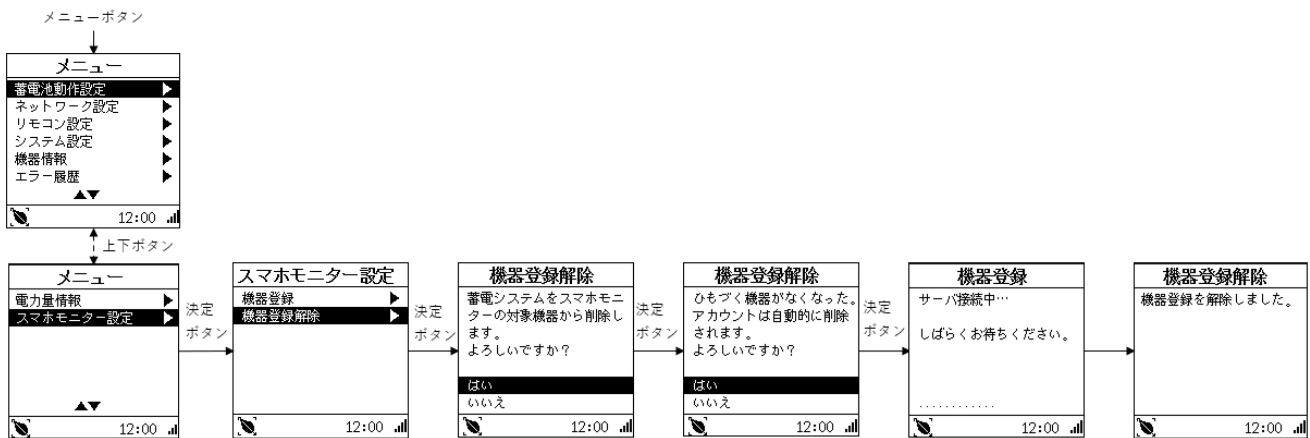 メニューボタン
メニュー
蓄電池動作設定 ▶
ネットワーク設定 ▶
リモコン設定 ▶
システム設定 ▶
機器情報 ▶
エラー履歴 ▶
▲▼
12:00
上下ボタン
メニュー
電力量情報 ▶
スマホモニター設定 ▶
▲▼
12:00
決定
ボタン
スマホモニター設定
機器登録 ▶
機器登録解除 ▶
12:00
決定
ボタン
機器登録解除
蓄電システムをスマホモニ
ターの対象機器から削除し
ます。
よろしいですか？
はい
いいえ
12:00
決定
ボタン
機器登録解除
ひもづく機器がなくなった。
アカウントは自動的に削除
されます。
よろしいですか？
はい
いいえ
12:00
決定
ボタン
機器登録
サーバ接続中…
しばらくお待ちください。
............
12:00
機器登録解除
機器登録を解除しました。
12:00